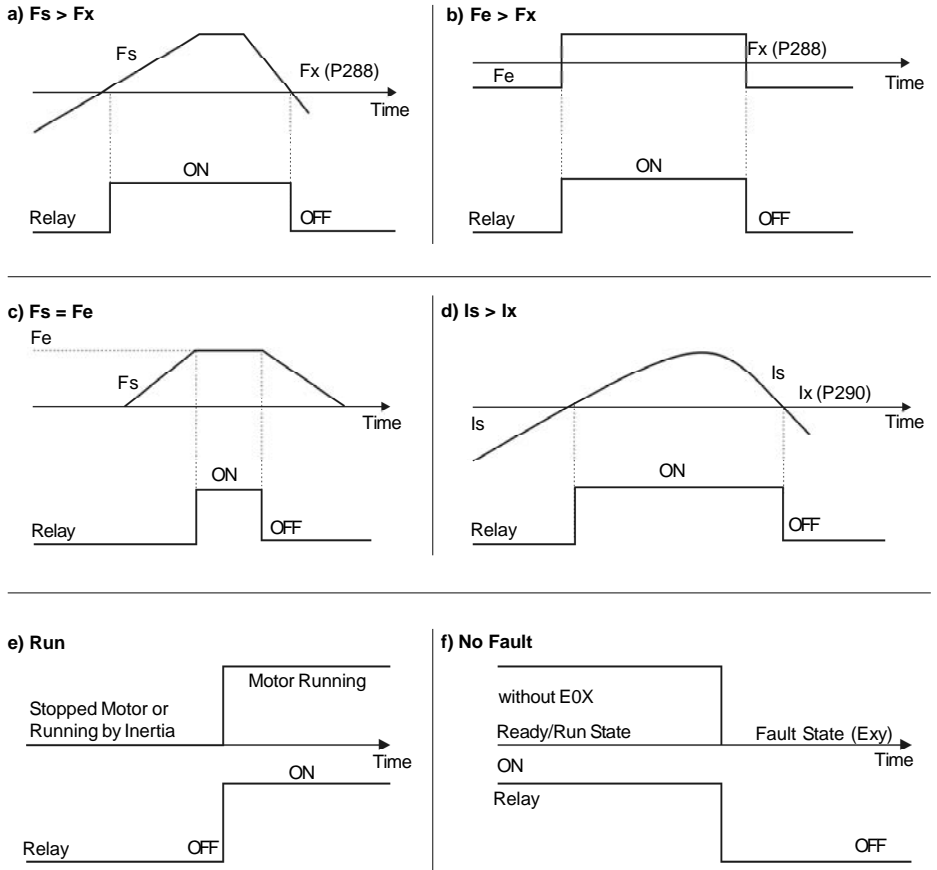 a) Fs > Fx
Fs
Fx (P288)
Time
ON
Relay
OFF
b) Fe > Fx
Fx (P288)
Fe
Time
ON
Relay
OFF
c) Fs = Fe
Fe
Fs
Time
ON
Relay
OFF
d) Is > Ix
Is
Ix (P290)
Is
Time
ON
Relay
OFF
e) Run
Motor Running
Stopped Motor or
Running by Inertia
Time
ON
Relay
OFF
f) No Fault
without E0X
Ready/Run State
Fault State (Exy)
Time
ON
Relay
OFF